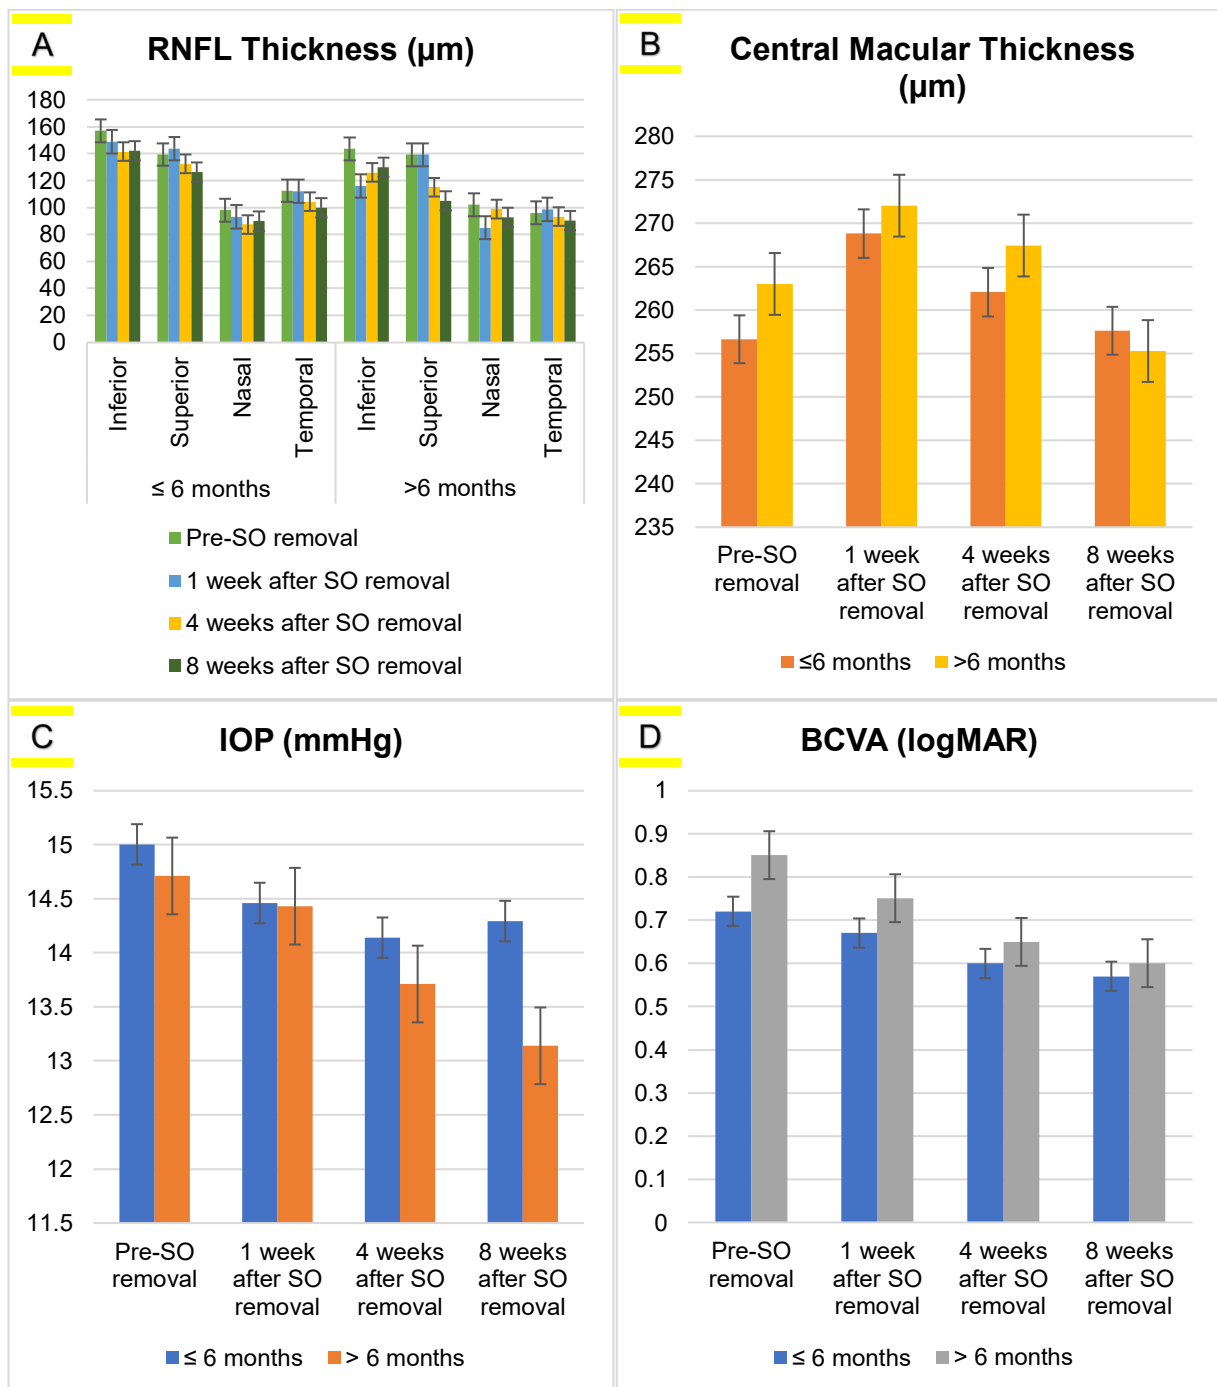 A
RNFL Thickness (µm)
180
160
140
120
100
80
60
40
20
0
Inferior
Superior
Nasal
Temporal
Inferior
Superior
Nasal
Temporal
≤ 6 months
>6 months
Pre-SO removal
1 week after SO removal
4 weeks after SO removal
8 weeks after SO removal
B
Central Macular Thickness
(µm)
280
275
270
265
260
255
250
245
240
235
Pre-SO
removal
1 week
after SO
removal
4 weeks
after SO
removal
8 weeks
after SO
removal
≤6 months
>6 months
C
IOP (mmHg)
15.5
15
14.5
14
13.5
13
12.5
12
11.5
Pre-SO
removal
1 week
after SO
removal
4 weeks
after SO
removal
8 weeks
after SO
removal
≤ 6 months
> 6 months
D
BCVA (logMAR)
1
0.9
0.8
0.7
0.6
0.5
0.4
0.3
0.2
0.1
0
Pre-SO
removal
1 week
after SO
removal
4 weeks
after SO
removal
8 weeks
after SO
removal
≤ 6 months
> 6 months